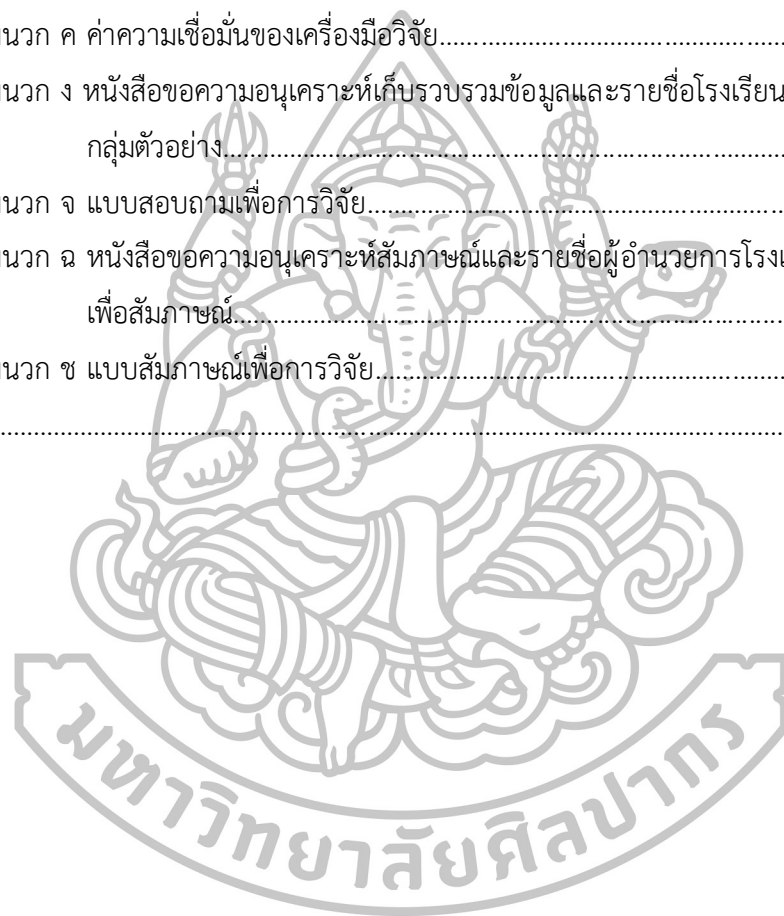 นวก ค ค่าความเชื่อมั่นของเครื่องมือวิจัย
นวก ง หนังสือขอความอนุเคราะห์เก็บรวบรวมข้อมูลและรายชื่อโรงเรียน
กลุ่มตัวอย่าง
นวก จ แบบสอบถามเพื่อการวิจัย
นวก ฉ หนังสือขอความอนุเคราะห์สัมภาษณ์และรายชื่อผู้อำนวยการโรงเ
เพื่อสัมภาษณ์
นวก ช แบบสัมภาษณ์เพื่อการวิจัย
มหาวิทยาลัยศิลปากร